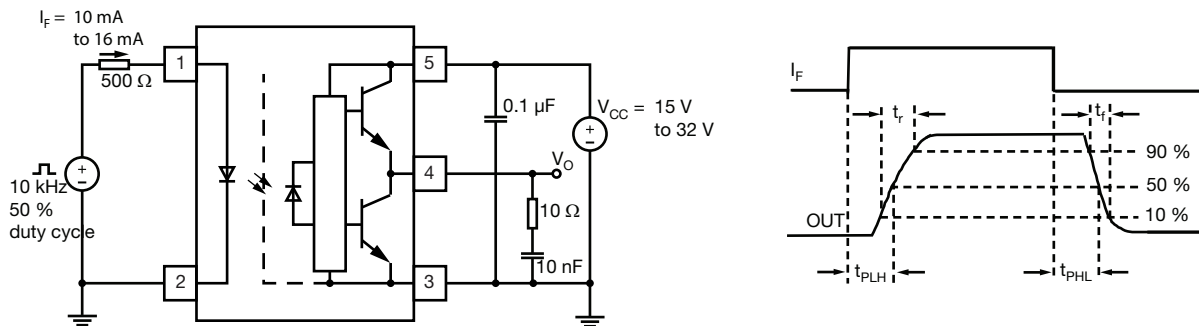 I_F = 10 mA
to 16 mA
500 Ω
1
5
0.1 µF
V_CC = 15 V
to 32 V
+
-
4
V_O
10 kHz
50 %
duty cycle
+
-
10 Ω
10 nF
2
3
I_F
t_r
t_f
90 %
50 %
10 %
OUT
t_PLH
t_PHL